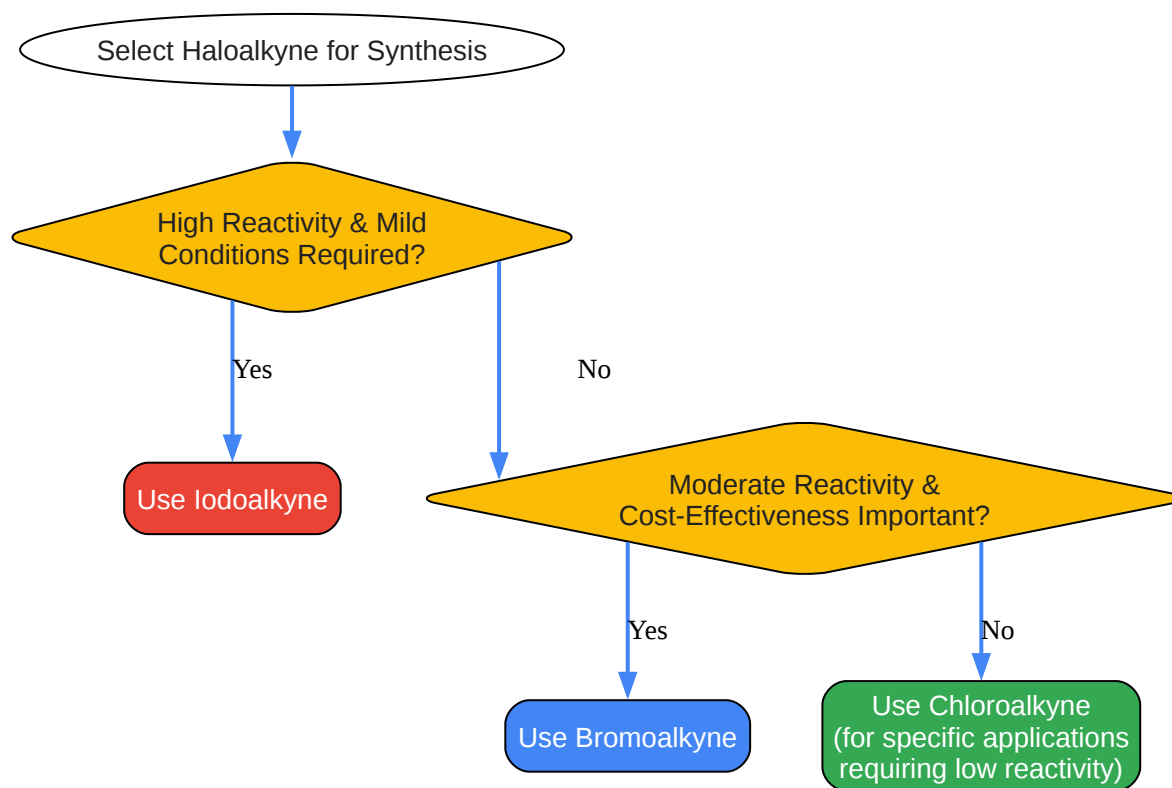 Select Haloalkyne for Synthesis
High Reactivity & Mild
Conditions Required?
Yes
No
Use Iodoalkyne
Moderate Reactivity &
Cost-Effectiveness Important?
Yes
No
Use Bromoalkyne
Use Chloroalkyne
(for specific applications
requiring low reactivity)